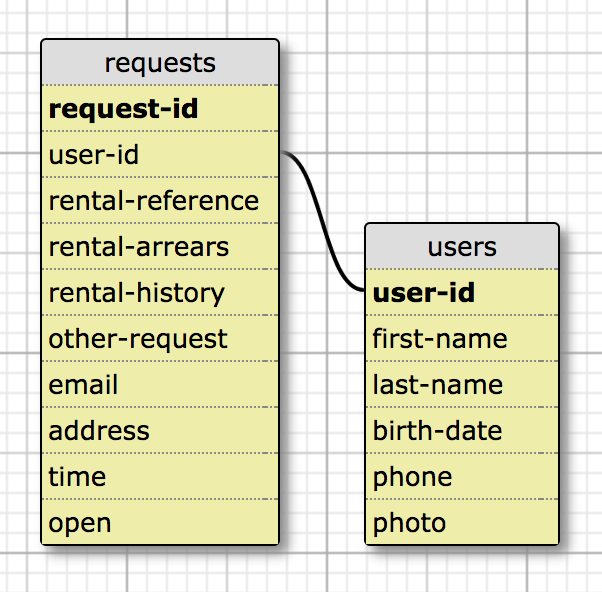 requests
request-id
user-id
rental-reference
rental-arrears
rental-history
other-request
email
address
time
open
users
user-id
first-name
last-name
birth-date
phone
photo